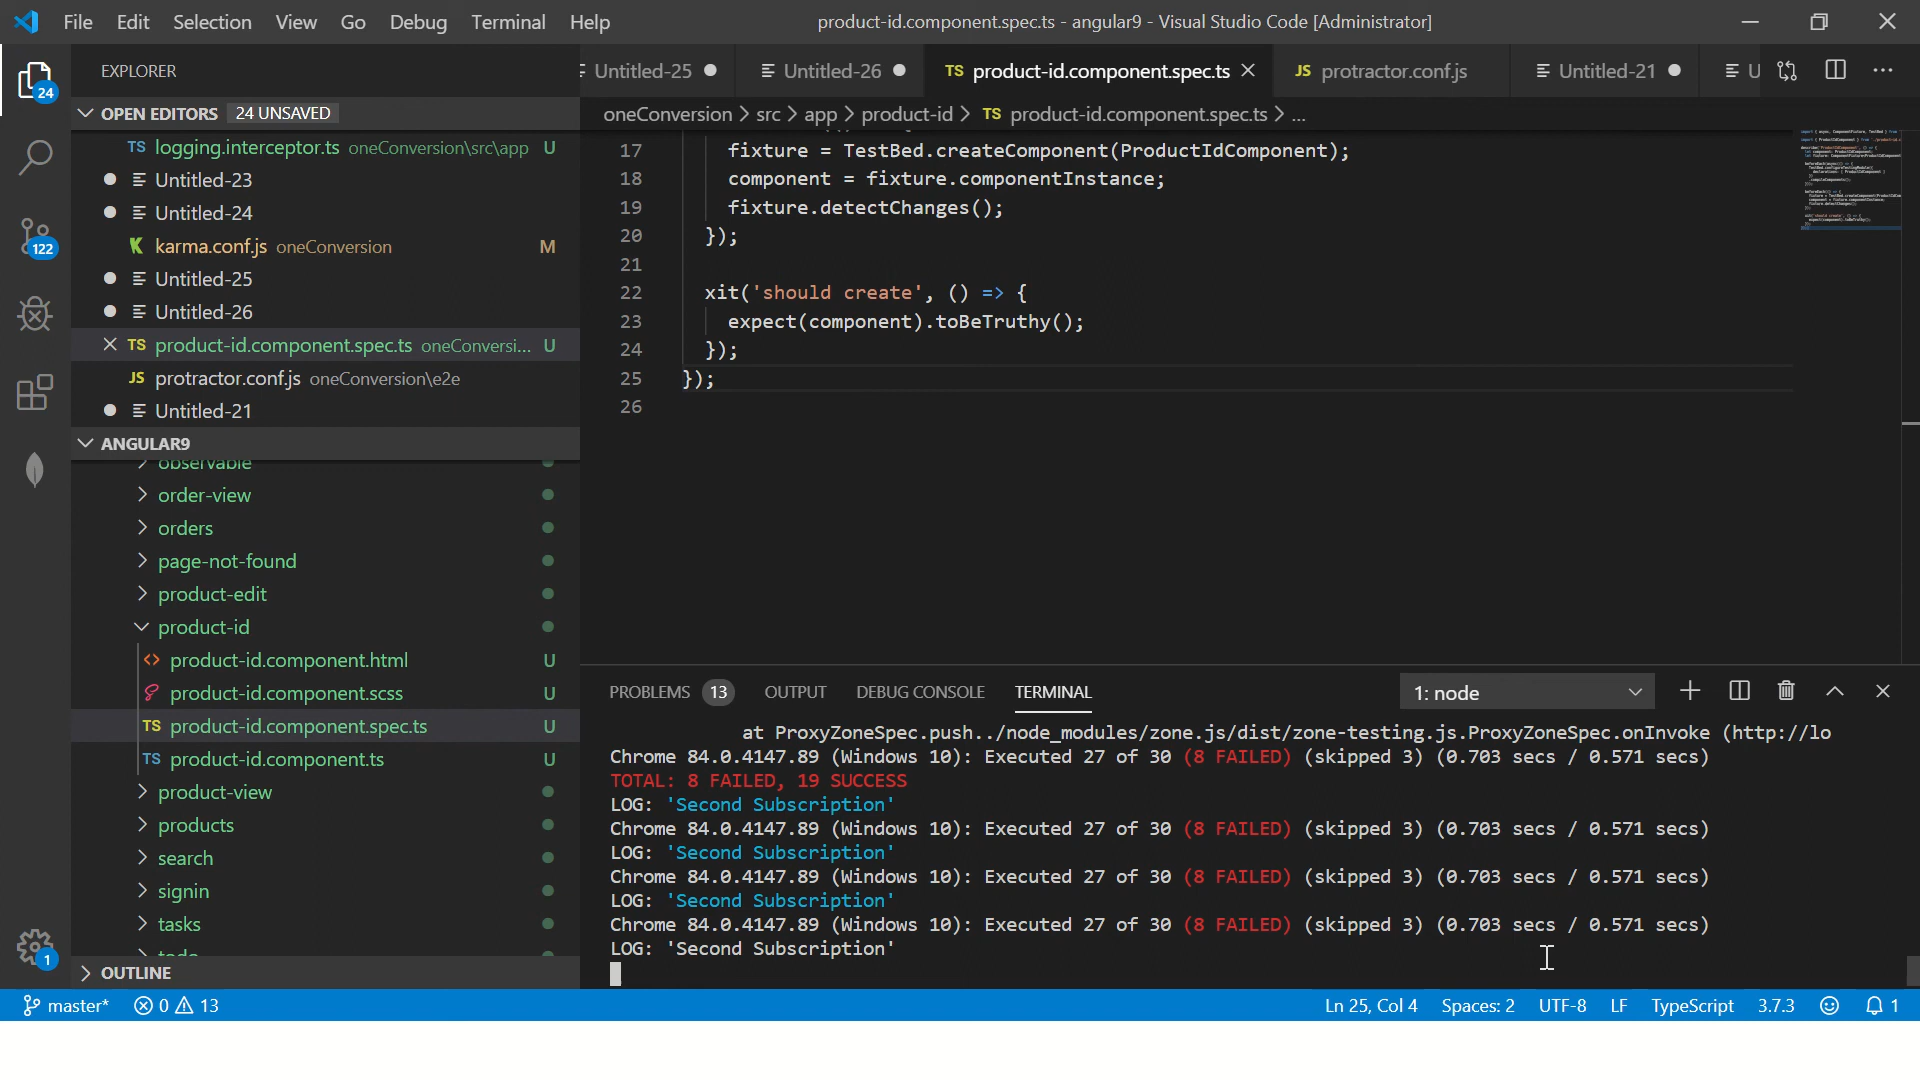 File Edit Selection View Go Debug Terminal Help
product-id.component.spec.ts - angular9 - Visual Studio Code [Administrator]
EXPLORER
OPEN EDITORS 24 UNSAVED
TS logging.interceptor.ts oneConversion\src\app U
Untitled-23
Untitled-24
karma.conf.js oneConversion M
Untitled-25
Untitled-26
TS product-id.component.spec.ts oneConversi... U
JS protractor.conf.js oneConversion\e2e
Untitled-21
ANGULAR9
observable
order-view
orders
page-not-found
product-edit
product-id
product-id.component.html U
product-id.component.scss U
TS product-id.component.spec.ts U
TS product-id.component.ts U
product-view
products
search
signin
tasks
todo
OUTLINE
24
122
1
Untitled-25
Untitled-26
TS product-id.component.spec.ts
JS protractor.conf.js
Untitled-21
U
oneConversion > src > app > product-id > TS product-id.component.spec.ts > ...
17 fixture = TestBed.createComponent(ProductIdComponent);
18 component = fixture.componentInstance;
19 fixture.detectChanges();
20 });
21
22 xit('should create', () => {
23 expect(component).toBeTruthy();
24 });
25 });
26
PROBLEMS 13 OUTPUT DEBUG CONSOLE TERMINAL
1: node
at ProxyZoneSpec.push../node_modules/zone.js/dist/zone-testing.js.ProxyZoneSpec.onInvoke (http://lo
Chrome 84.0.4147.89 (Windows 10): Executed 27 of 30 (8 FAILED) (skipped 3) (0.703 secs / 0.571 secs)
TOTAL: 8 FAILED, 19 SUCCESS
LOG: 'Second Subscription'
Chrome 84.0.4147.89 (Windows 10): Executed 27 of 30 (8 FAILED) (skipped 3) (0.703 secs / 0.571 secs)
LOG: 'Second Subscription'
Chrome 84.0.4147.89 (Windows 10): Executed 27 of 30 (8 FAILED) (skipped 3) (0.703 secs / 0.571 secs)
LOG: 'Second Subscription'
Chrome 84.0.4147.89 (Windows 10): Executed 27 of 30 (8 FAILED) (skipped 3) (0.703 secs / 0.571 secs)
LOG: 'Second Subscription'
master* 0 13
Ln 25, Col 4 Spaces: 2 UTF-8 LF TypeScript 3.7.3 1